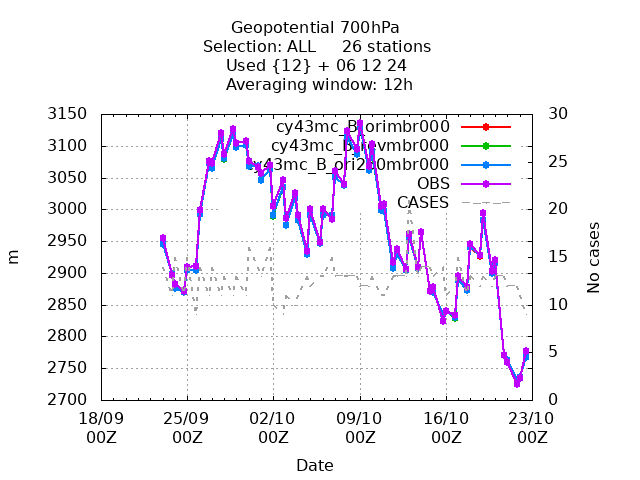 Geopotential 700hPa
Selection: ALL 26 stations
Used {12} + 06 12 24
Averaging window: 12h
3150
3100
3050
3000
2950
2900
2850
2800
2750
2700
m
30
25
20
15
10
5
0
No cases
cy43mc_B_orimbr000
OBS
CASES
18/09 25/09 02/10 09/10 16/10 23/10
00Z 00Z 00Z 00Z 00Z 00Z
Date